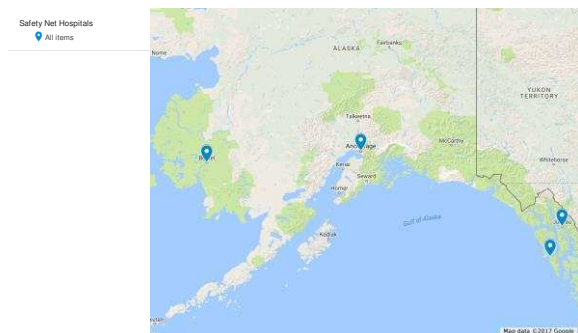 Safety Net Hospitals
All items
Nome
ALASKA
Fairbanks
YUKON
TERRITORY
Talkeetna
McCarthy
Whitehorse
Kenai
Seward
Homer
Gulf of Alaska
Kodiak
Map data ©2017 Google